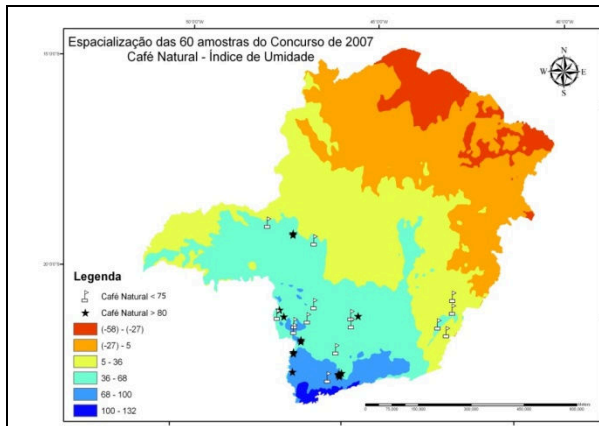 Espacialização das 60 amostras do Concurso de 2007
Café Natural - Índice de Umidade
N
W E
S
Legenda
Café Natural < 75
Café Natural > 80
(-58) - (-27)
(-27) - 5
5 - 36
36 - 68
68 - 100
100 - 132